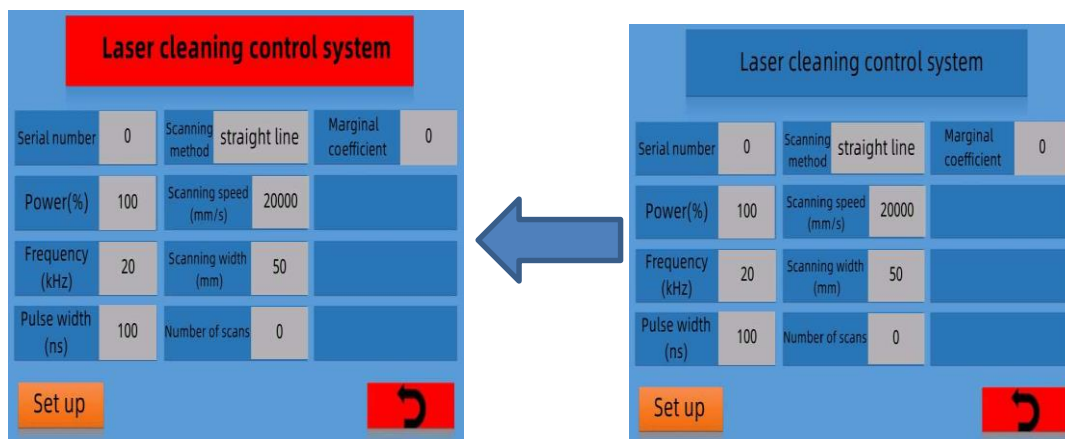 Laser cleaning control system
Serial number 0 Scanning method straight line Marginal coefficient 0
Power(%) 100 Scanning speed (mm/s) 20000
Frequency (kHz) 20 Scanning width (mm) 50
Pulse width (ns) 100 Number of scans 0
Set up
Laser cleaning control system
Serial number 0 Scanning method straight line Marginal coefficient 0
Power(%) 100 Scanning speed (mm/s) 20000
Frequency (kHz) 20 Scanning width (mm) 50
Pulse width (ns) 100 Number of scans 0
Set up